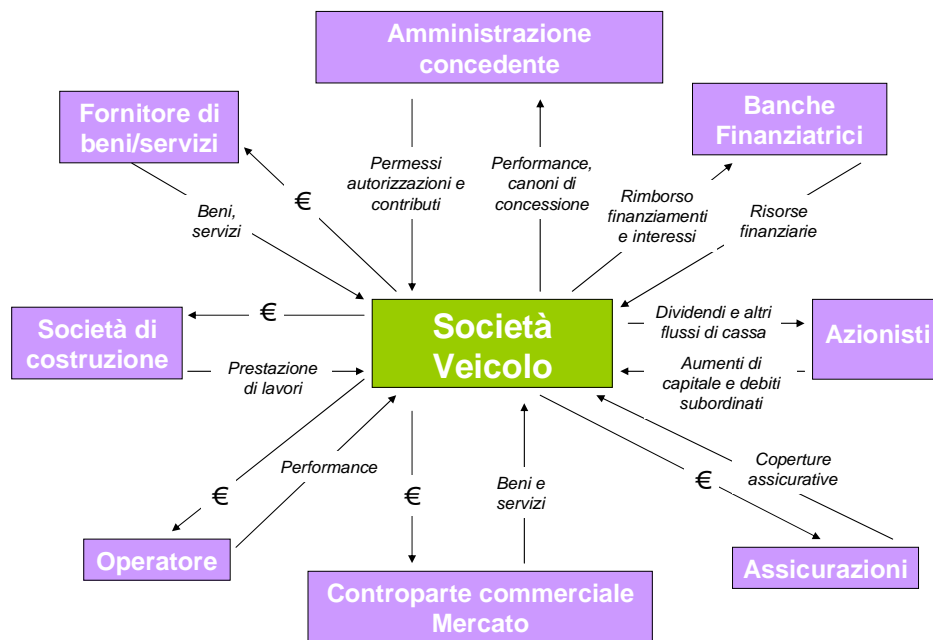 Amministrazione
concedente
Fornitore di
beni/servizi
Banche
Finanziatrici
Permessi
autorizzazioni e
contributi
Performance,
canoni di
concessione
€
Rimborso
finanziamenti
e interessi
Beni,
servizi
Risorse
finanziarie
€
Società di
costruzione
Società
Veicolo
Dividendi e altri
flussi di cassa
Azionisti
Prestazione
di lavori
Aumenti di
capitale e debiti
subordinati
Performance
Coperture
assicurative
€
€
Beni e
servizi
€
Operatore
Controparte commerciale
Mercato
Assicurazioni